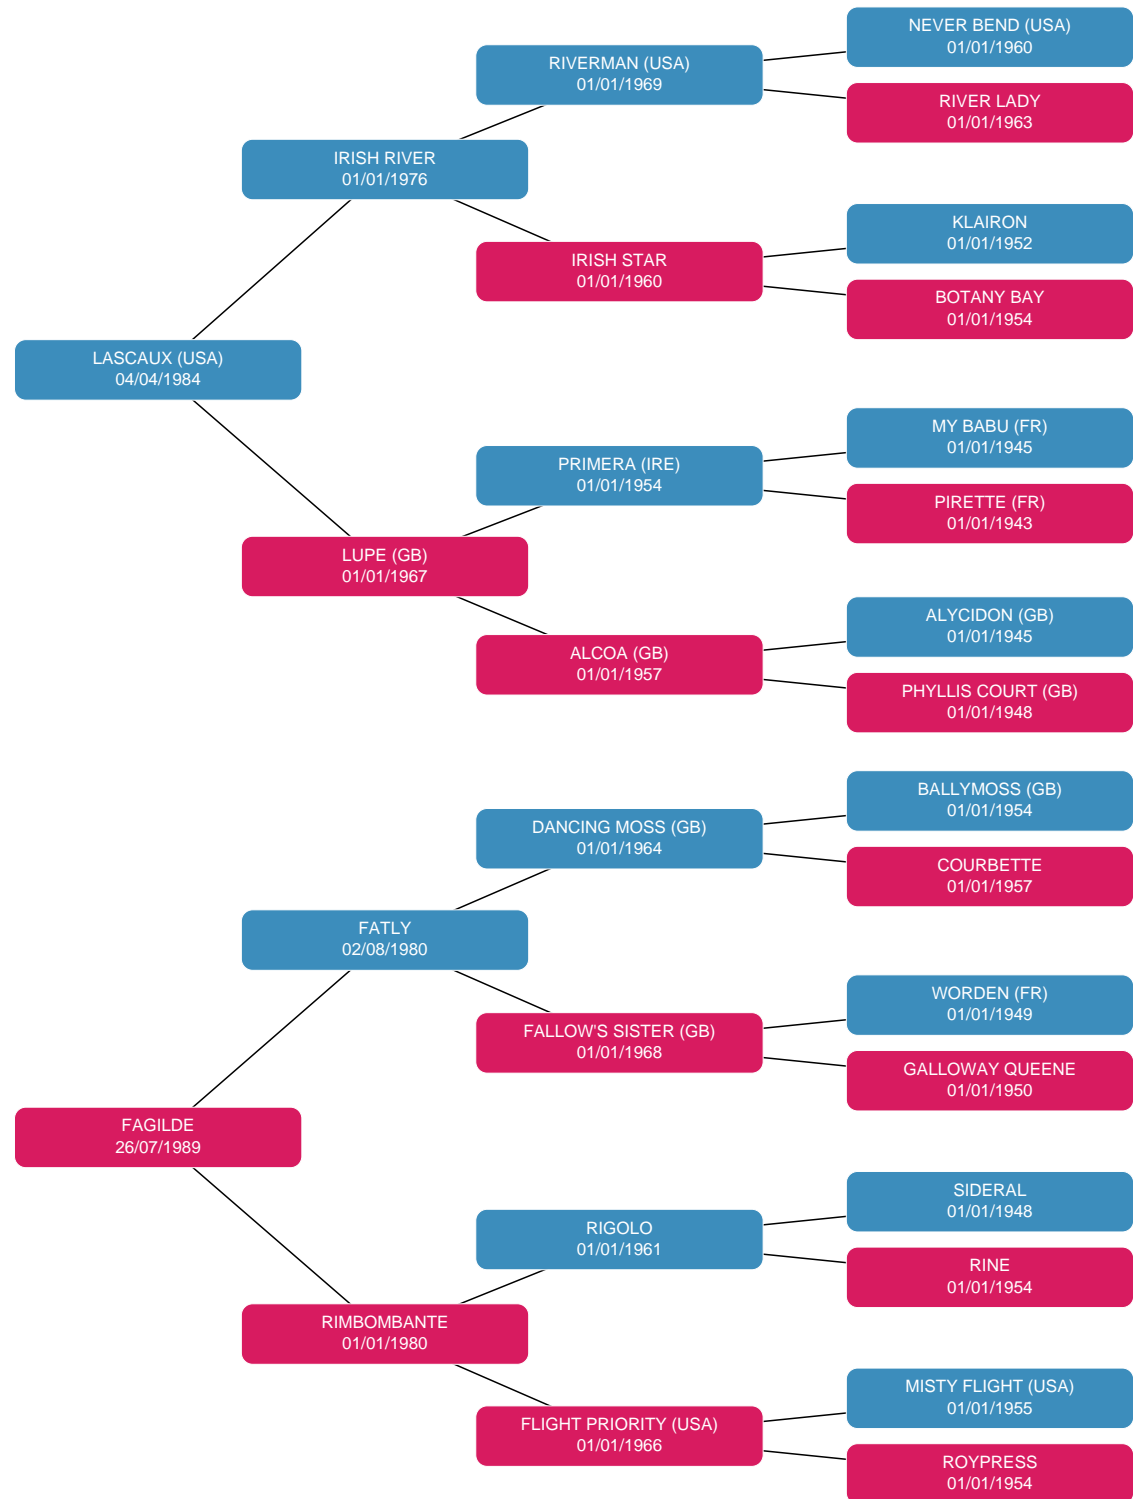 NEVER BEND (USA)
01/01/1960
RIVERMAN (USA)
01/01/1969
RIVER LADY
01/01/1963
IRISH RIVER
01/01/1976
KLAIRON
01/01/1952
IRISH STAR
01/01/1960
BOTANY BAY
01/01/1954
LASCAUX (USA)
04/04/1984
MY BABU (FR)
01/01/1945
PRIMERA (IRE)
01/01/1954
PIRETTE (FR)
01/01/1943
LUPE (GB)
01/01/1967
ALYCIDON (GB)
01/01/1945
ALCOA (GB)
01/01/1957
PHYLLIS COURT (GB)
01/01/1948
BALLYMOSS (GB)
01/01/1954
DANCING MOSS (GB)
01/01/1964
COURBETTE
01/01/1957
FATLY
02/08/1980
WORDEN (FR)
01/01/1949
FALLOW'S SISTER (GB)
01/01/1968
GALLOWAY QUEENE
01/01/1950
FAGILDE
26/07/1989
SIDERAL
01/01/1948
RIGOLO
01/01/1961
RINE
01/01/1954
RIMBOMBANTE
01/01/1980
MISTY FLIGHT (USA)
01/01/1955
FLIGHT PRIORITY (USA)
01/01/1966
ROYPRESS
01/01/1954